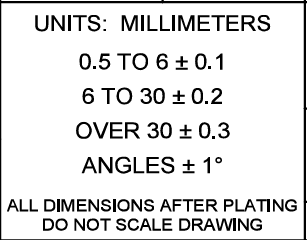 UNITS: MILLIMETERS
0.5 TO 6 ± 0.1
6 TO 30 ± 0.2
OVER 30 ± 0.3
ANGLES ± 1°
ALL DIMENSIONS AFTER PLATING
DO NOT SCALE DRAWING